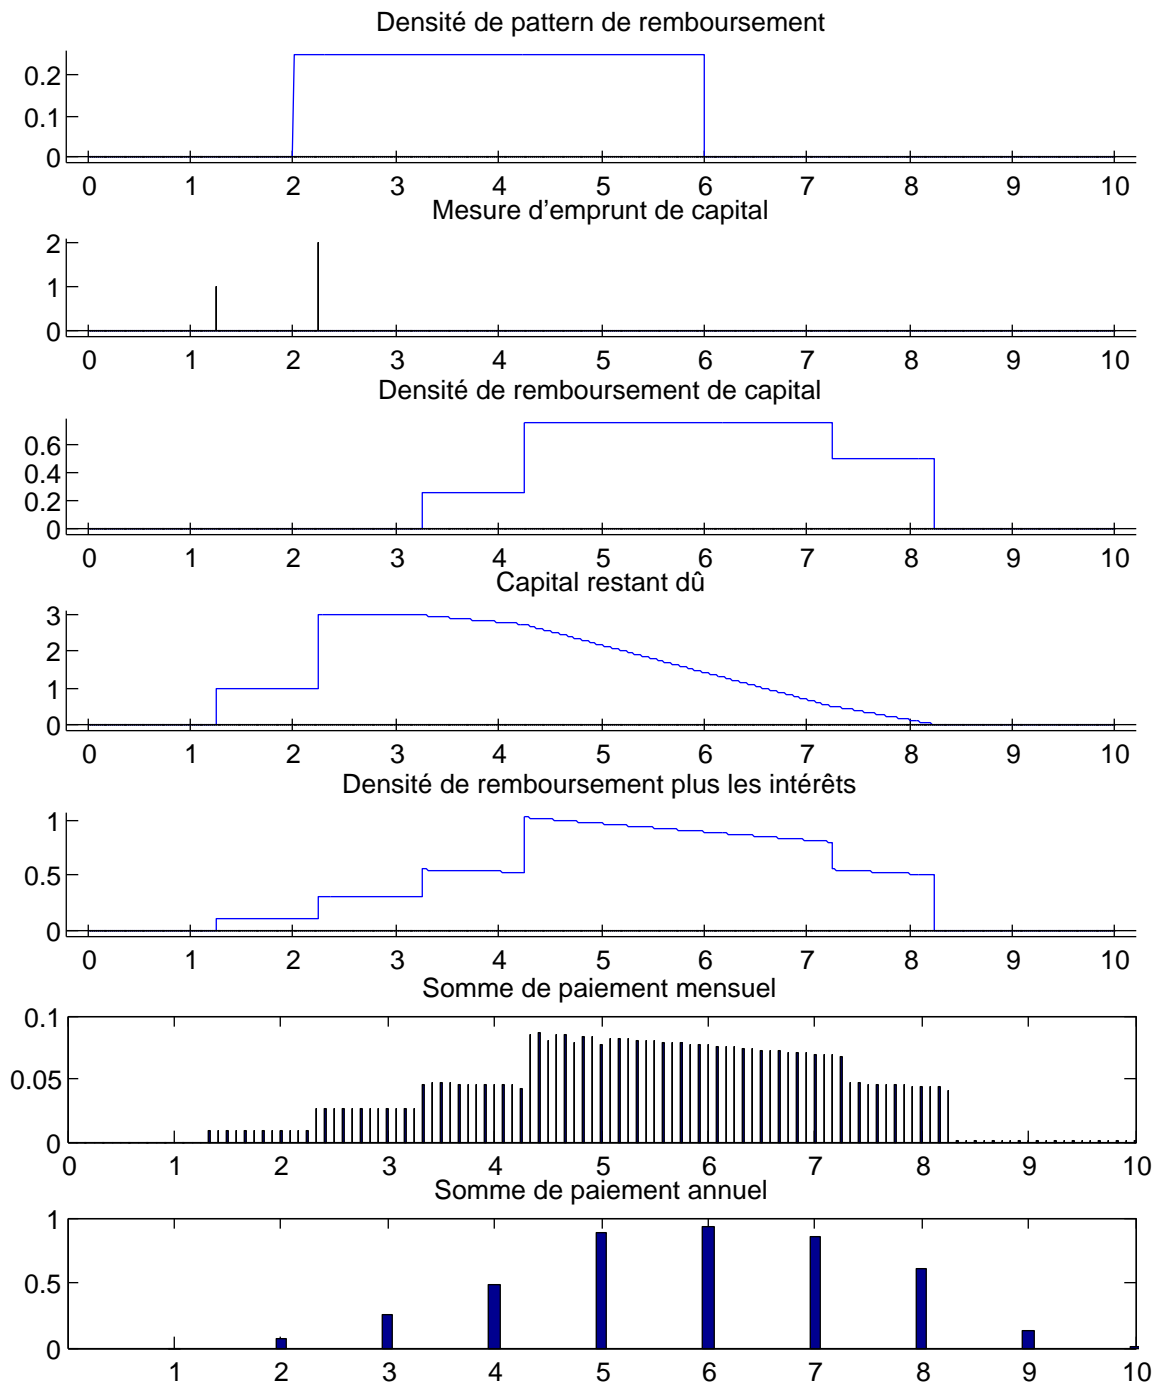 Densité de pattern de remboursement
0.2
0.1
0
0 1 2 3 4 5 6 7 8 9 10
Mesure d'emprunt de capital
2
1
0
0 1 2 3 4 5 6 7 8 9 10
Densité de remboursement de capital
0.6
0.4
0.2
0
0 1 2 3 4 5 6 7 8 9 10
Capital restant dû
3
2
1
0
0 1 2 3 4 5 6 7 8 9 10
Densité de remboursement plus les intérêts
1
0.5
0
0 1 2 3 4 5 6 7 8 9 10
Somme de paiement mensuel
0.1
0.05
0
0 1 2 3 4 5 6 7 8 9 10
Somme de paiement annuel
1
0.5
0
1 2 3 4 5 6 7 8 9 10